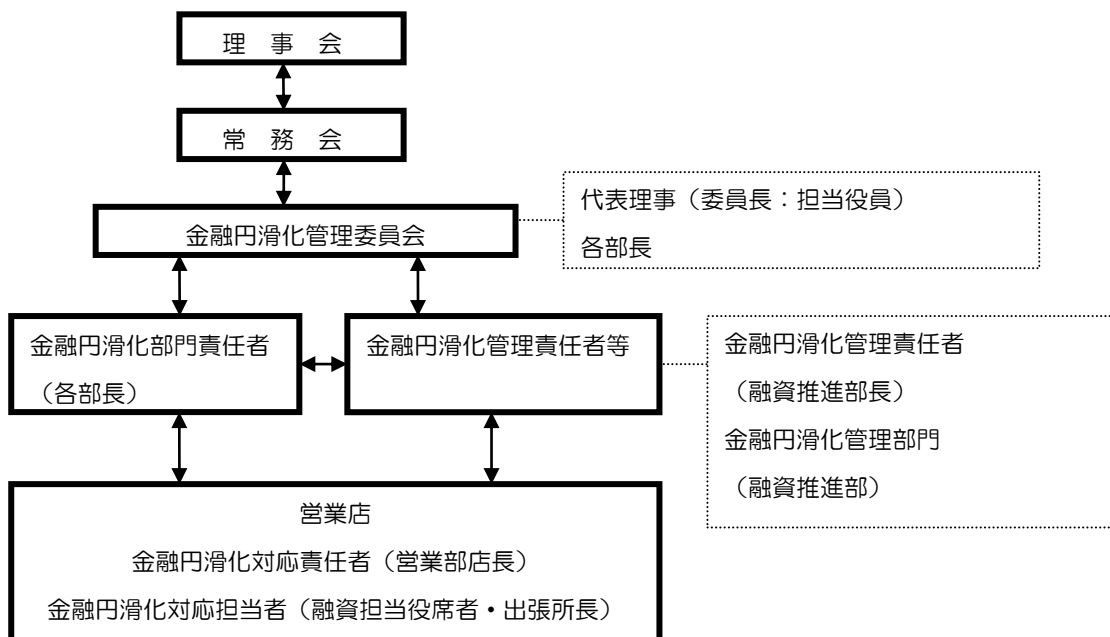 理　事　会
常　務　会
代表理事（委員長：担当役員）
各部長
金融円滑化管理委員会
金融円滑化部門責任者
（各部長）
金融円滑化管理責任者等
金融円滑化管理責任者
（融資推進部長）
金融円滑化管理部門
（融資推進部）
営業店
金融円滑化対応責任者（営業部店長）
金融円滑化対応担当者（融資担当役席者・出張所長）